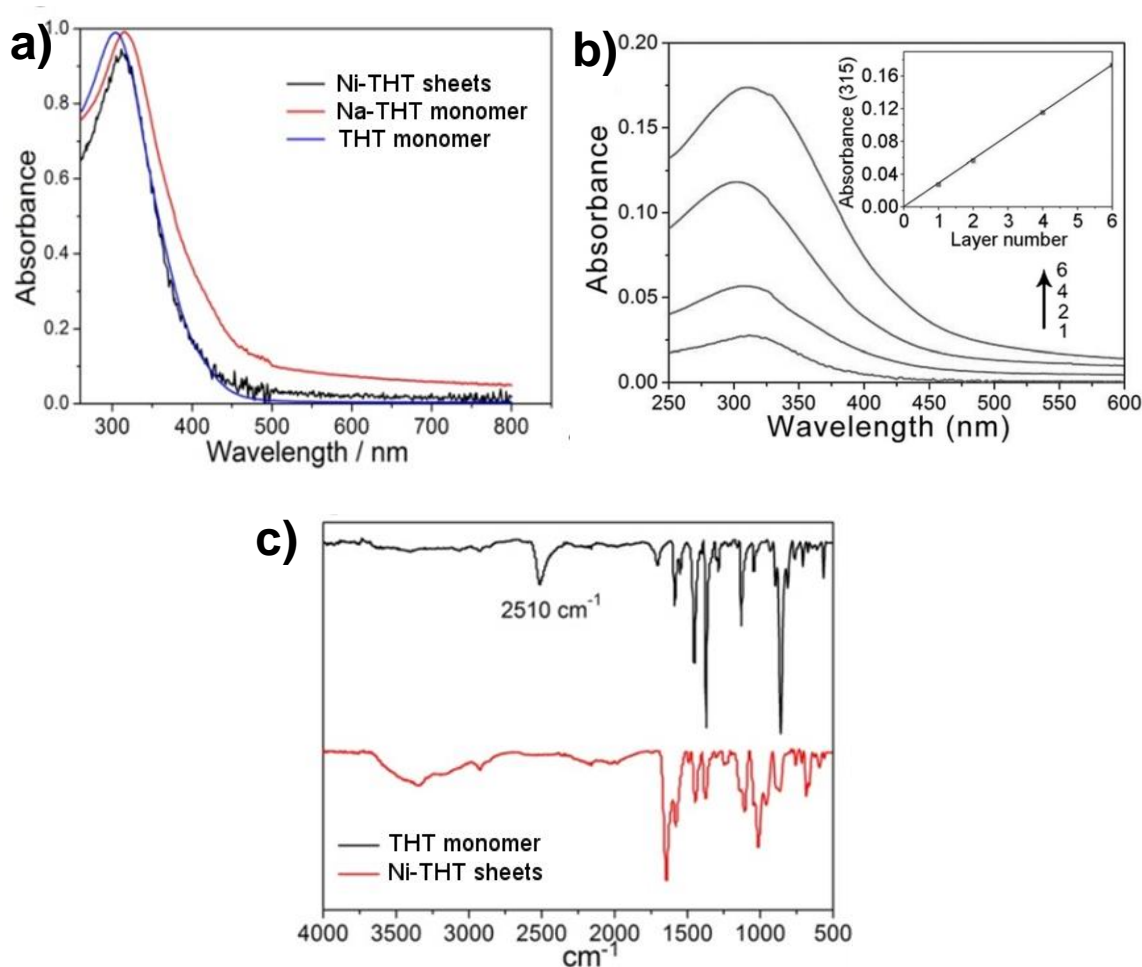 a)
1.0
0.8
0.6
0.4
0.2
0.0
Absorbance
Ni-THT sheets
Na-THT monomer
THT monomer
300 400 500 600 700 800
Wavelength / nm
b)
0.20
0.15
0.10
0.05
0.00
Absorbance
0.16
0.12
0.08
0.04
0.00
Absorbance (315)
0 1 2 3 4 5 6
Layer number
6
4
2
1
250 300 350 400 450 500 550 600
Wavelength (nm)
c)
2510 cm-1
THT monomer
Ni-THT sheets
4000 3500 3000 2500 2000 1500 1000 500
cm-1